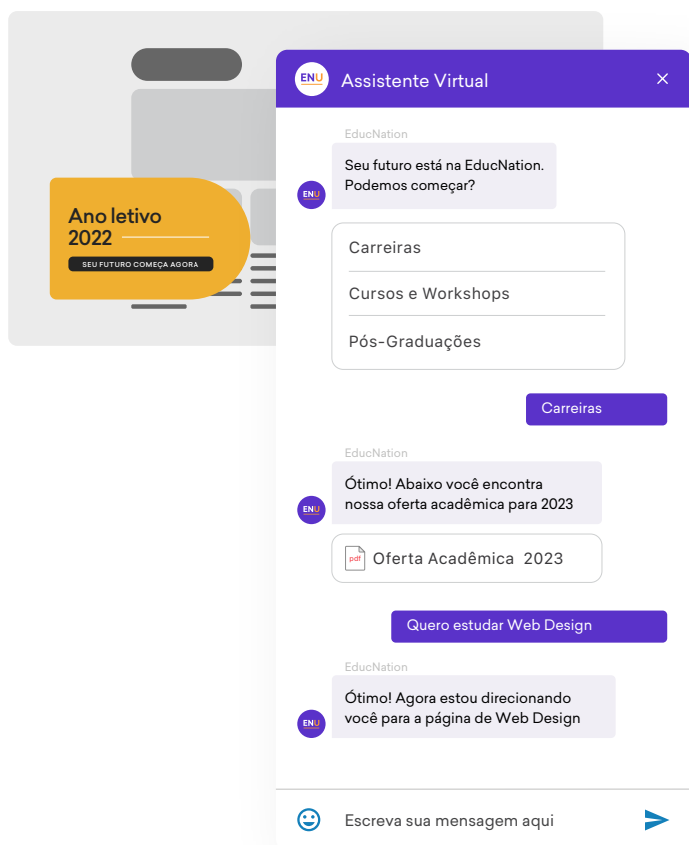 Ano letivo
2022
SEU FUTURO COMEÇA AGORA
ENU
Assistente Virtual
EducNation
Seu futuro está na EducNation.
Podemos começar?
ENU
Carreiras
Cursos e Workshops
Pós-Graduações
Carreiras
EducNation
Ótimo! Abaixo você encontra
nossa oferta acadêmica para 2023
ENU
pdf Oferta Acadêmica 2023
Quero estudar Web Design
EducNation
Ótimo! Agora estou direcionando
você para a página de Web Design
ENU
Escreva sua mensagem aqui